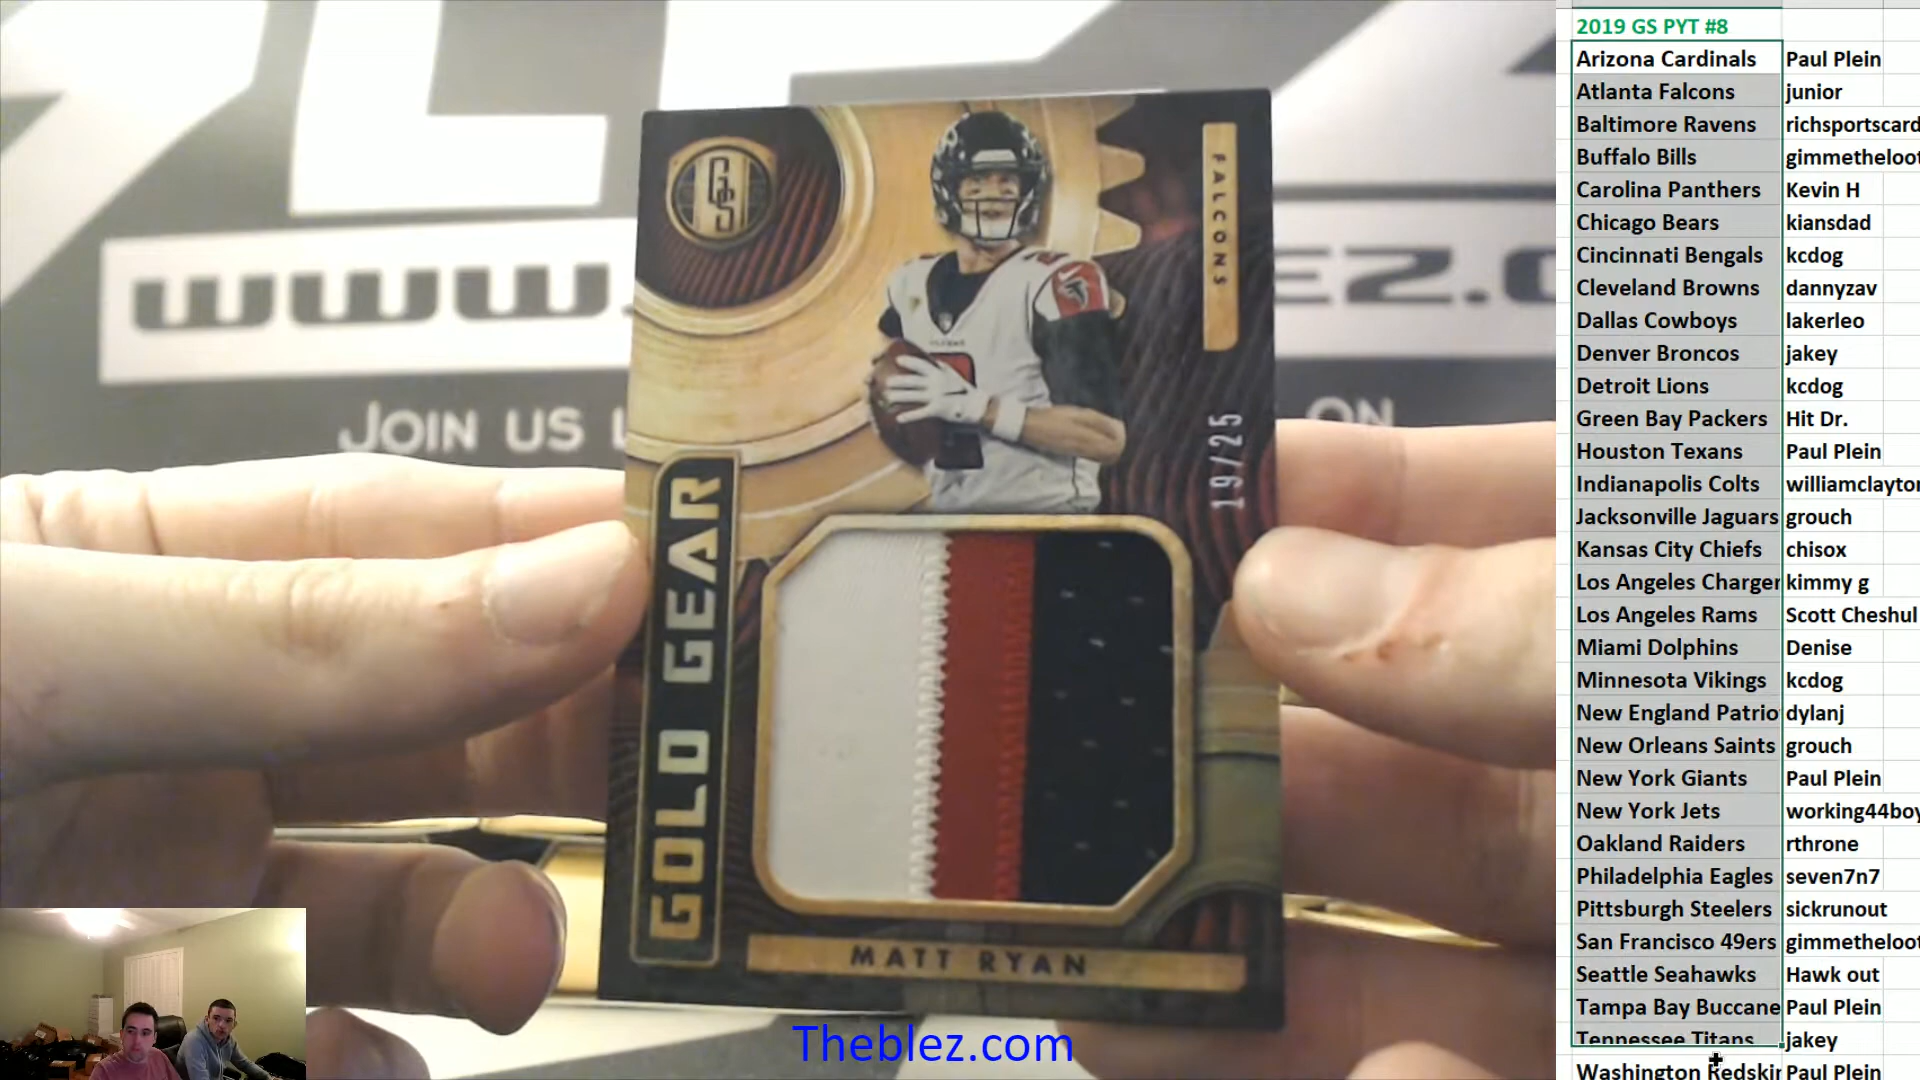 www.
EZ.C
JOIN US L
ON
GS
FALCONS
19/25
GOLD GEAR
MATT RYAN
Theblez.com
2019 GS PYT #8
Arizona Cardinals Paul Plein
Atlanta Falcons junior
Baltimore Ravens richsportscard
Buffalo Bills gimmetheloot
Carolina Panthers Kevin H
Chicago Bears kiansdad
Cincinnati Bengals kcdog
Cleveland Browns dannyzav
Dallas Cowboys lakerleo
Denver Broncos jakey
Detroit Lions kcdog
Green Bay Packers Hit Dr.
Houston Texans Paul Plein
Indianapolis Colts williamclayton
Jacksonville Jaguars grouch
Kansas City Chiefs chisox
Los Angeles Charger kimmy g
Los Angeles Rams Scott Cheshul
Miami Dolphins Denise
Minnesota Vikings kcdog
New England Patrio dylanj
New Orleans Saints grouch
New York Giants Paul Plein
New York Jets working44boy
Oakland Raiders rthrone
Philadelphia Eagles seven7n7
Pittsburgh Steelers sickrunout
San Francisco 49ers gimmetheloot
Seattle Seahawks Hawk out
Tampa Bay Buccane Paul Plein
Tennessee Titans jakey
Washington Redskin Paul Plein